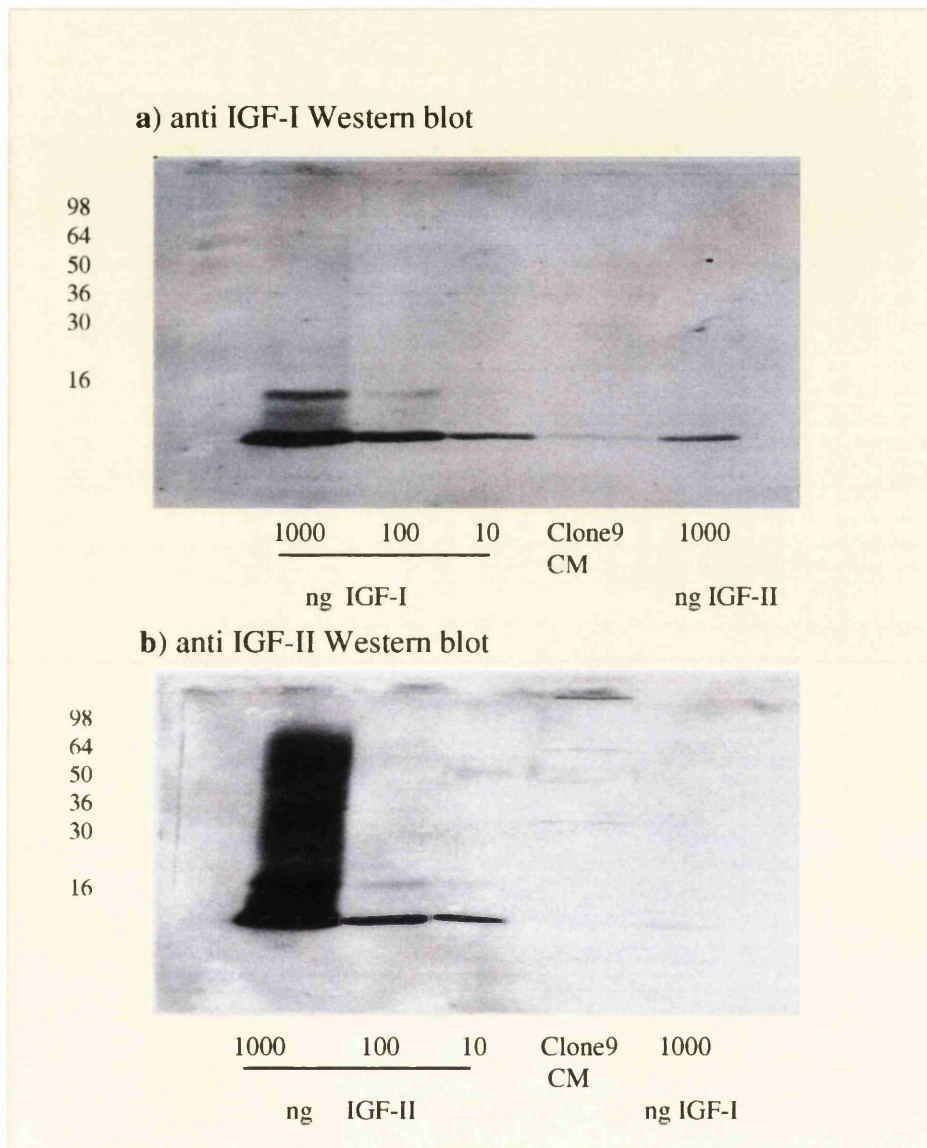 a) anti IGF-I Western blot
98
64
50
36
30
16
1000 100 10 Clone9 1000
CM
ng IGF-I ng IGF-II
b) anti IGF-II Western blot
98
64
50
36
30
16
1000 100 10 Clone9 1000
CM
ng IGF-II ng IGF-I